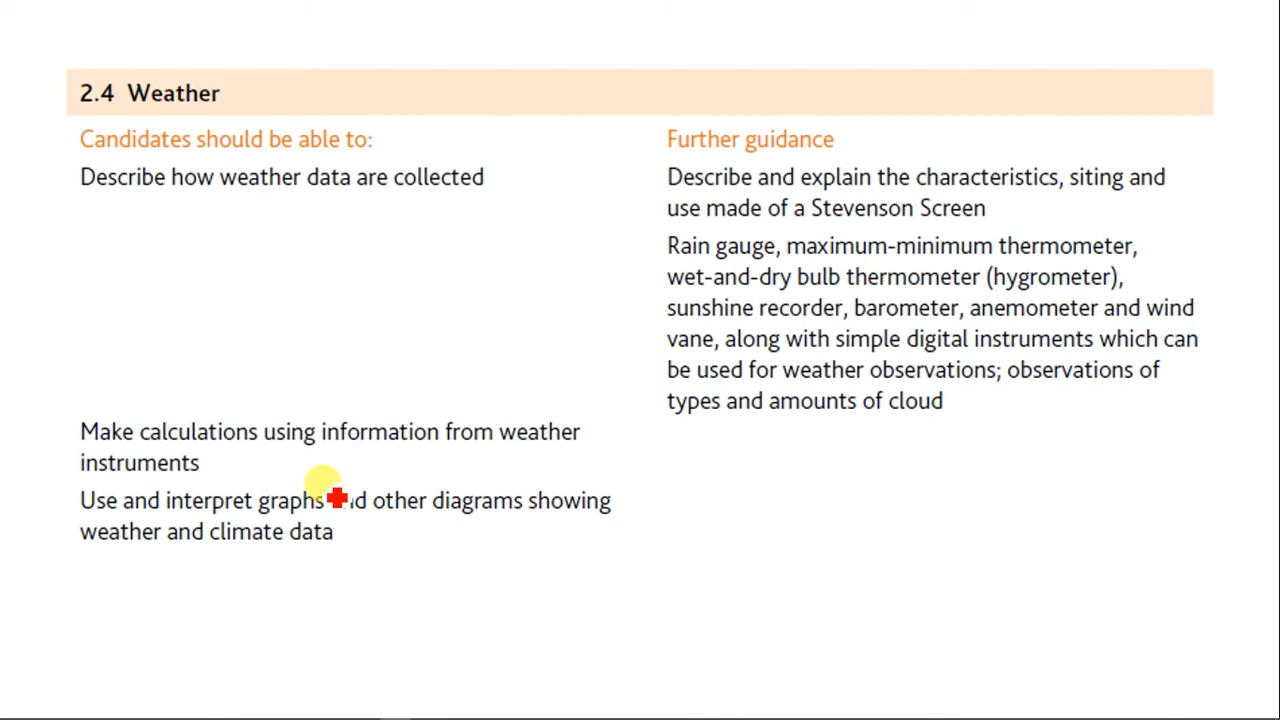 2.4 Weather
Candidates should be able to:
Describe how weather data are collected
Further guidance
Describe and explain the characteristics, siting and
use made of a Stevenson Screen
Rain gauge, maximum-minimum thermometer,
wet-and-dry bulb thermometer (hygrometer),
sunshine recorder, barometer, anemometer and wind
vane, along with simple digital instruments which can
be used for weather observations; observations of
types and amounts of cloud
Make calculations using information from weather
instruments
Use and interpret graphs and other diagrams showing
weather and climate data